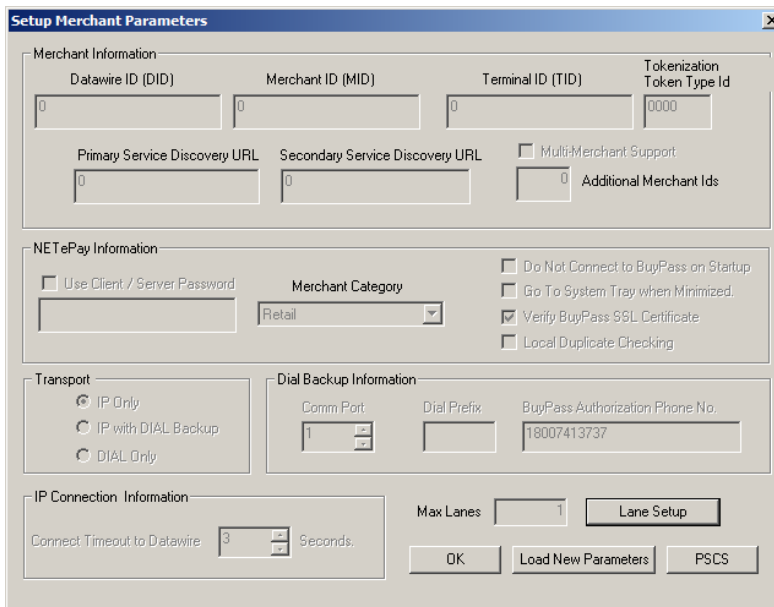 Setup Merchant Parameters
Merchant Information
Datawire ID (DID)
Merchant ID (MID)
Terminal ID (TID)
Tokenization
Token Type Id
0
0
0
0000
Primary Service Discovery URL
Secondary Service Discovery URL
Multi-Merchant Support
0
0
0
Additional Merchant Ids
NETePay Information
Use Client / Server Password
Merchant Category
Retail
Do Not Connect to BuyPass on Startup
Go To System Tray when Minimized.
Verify BuyPass SSL Certificate
Local Duplicate Checking
Transport
IP Only
IP with DIAL Backup
DIAL Only
Dial Backup Information
Comm Port
Dial Prefix
BuyPass Authorization Phone No.
1
18007413737
IP Connection Information
Connect Timeout to Datawire
3
Seconds.
Max Lanes
1
Lane Setup
OK
Load New Parameters
PSCS